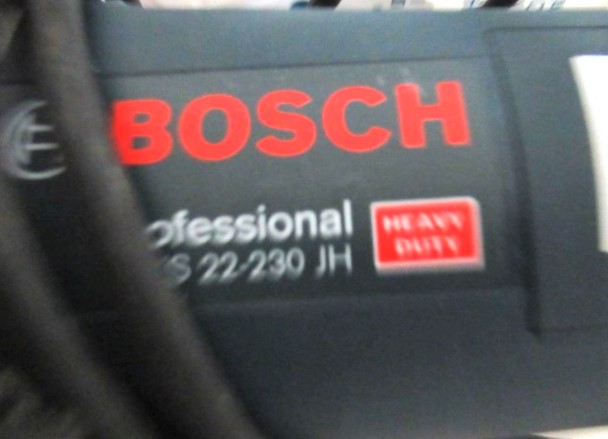 BOSCH
ofessional
S 22-230 JH
HEAVY
DUTY